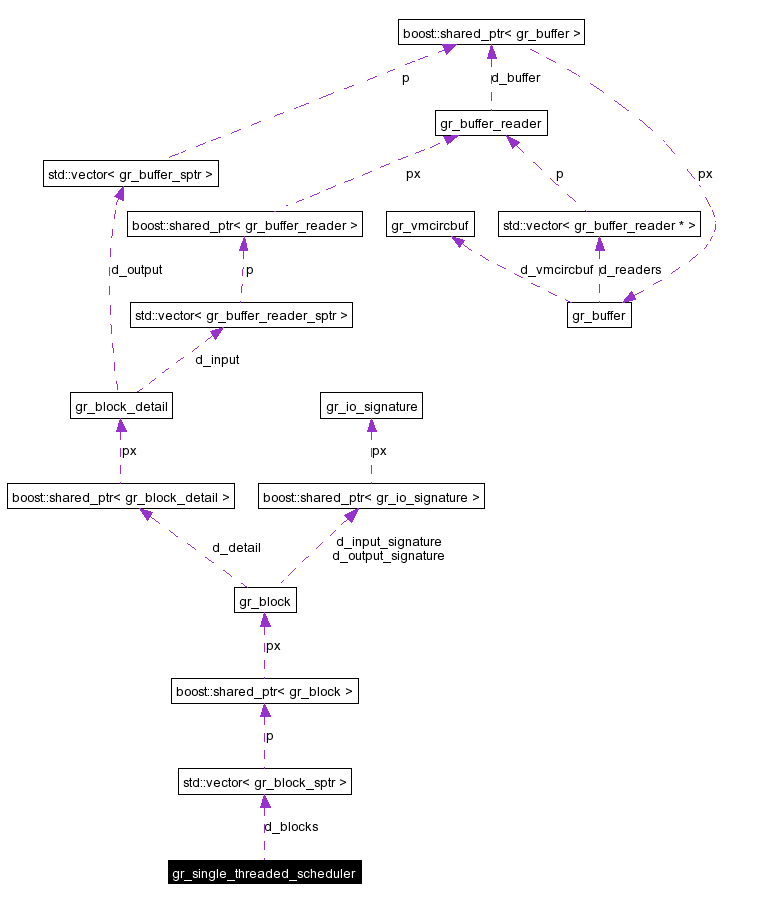 boost::shared_ptr< gr_buffer >
p
d_buffer
gr_buffer_reader
std::vector< gr_buffer_sptr >
px
p
px
boost::shared_ptr< gr_buffer_reader >
gr_vmcircbuf
std::vector< gr_buffer_reader * >
d_output
p
d_vmcircbuf
d_readers
std::vector< gr_buffer_reader_sptr >
gr_buffer
d_input
gr_block_detail
gr_io_signature
px
px
boost::shared_ptr< gr_block_detail >
boost::shared_ptr< gr_io_signature >
d_detail
d_input_signature
d_output_signature
gr_block
px
boost::shared_ptr< gr_block >
p
std::vector< gr_block_sptr >
d_blocks
gr_single_threaded_scheduler